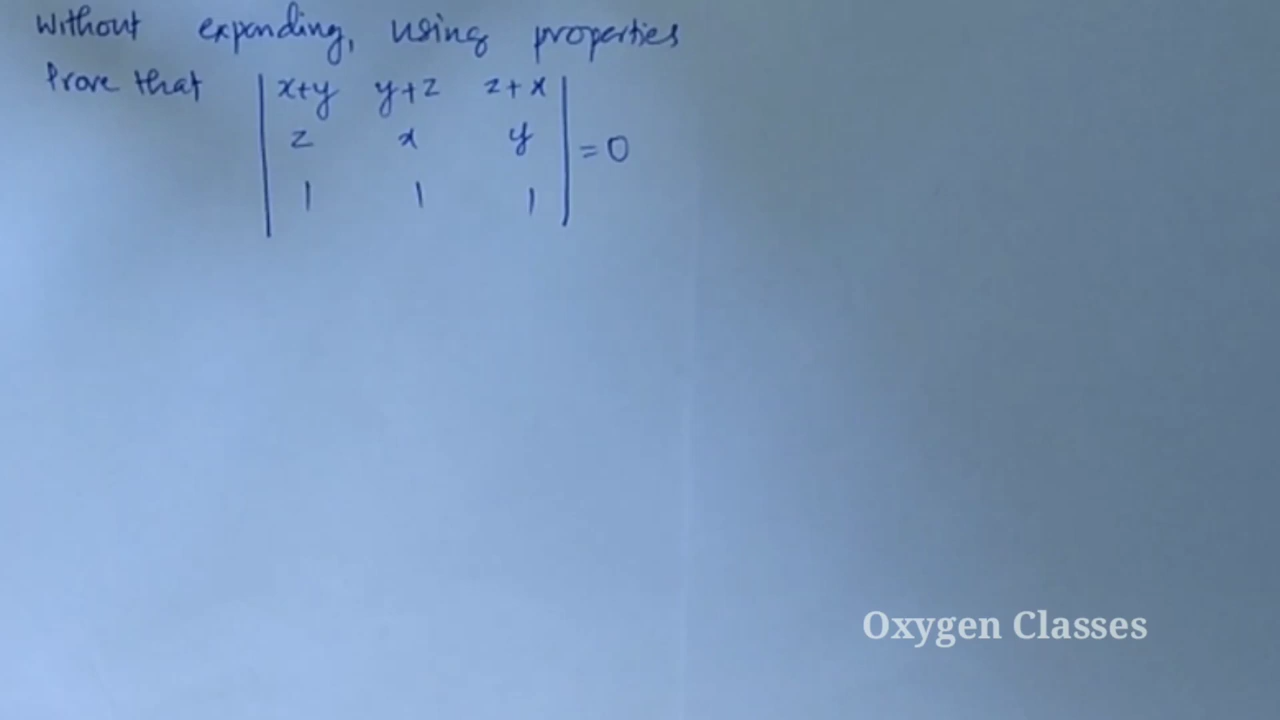 Without expanding, using properties
Prove that | x+y y+z z+x |
| z x y | = 0
| 1 1 1 |
Oxygen Classes